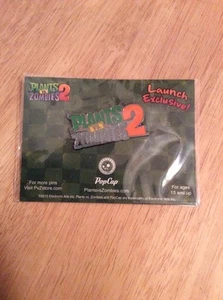 PLANTS
VS.
ZOMBIES 2
Launch
Exclusive!
PLANTS
VS.
ZOMBIES 2
PopCap
For more pins
Visit PvZstore.com
PlantsvsZombies.com
For ages
15 and up